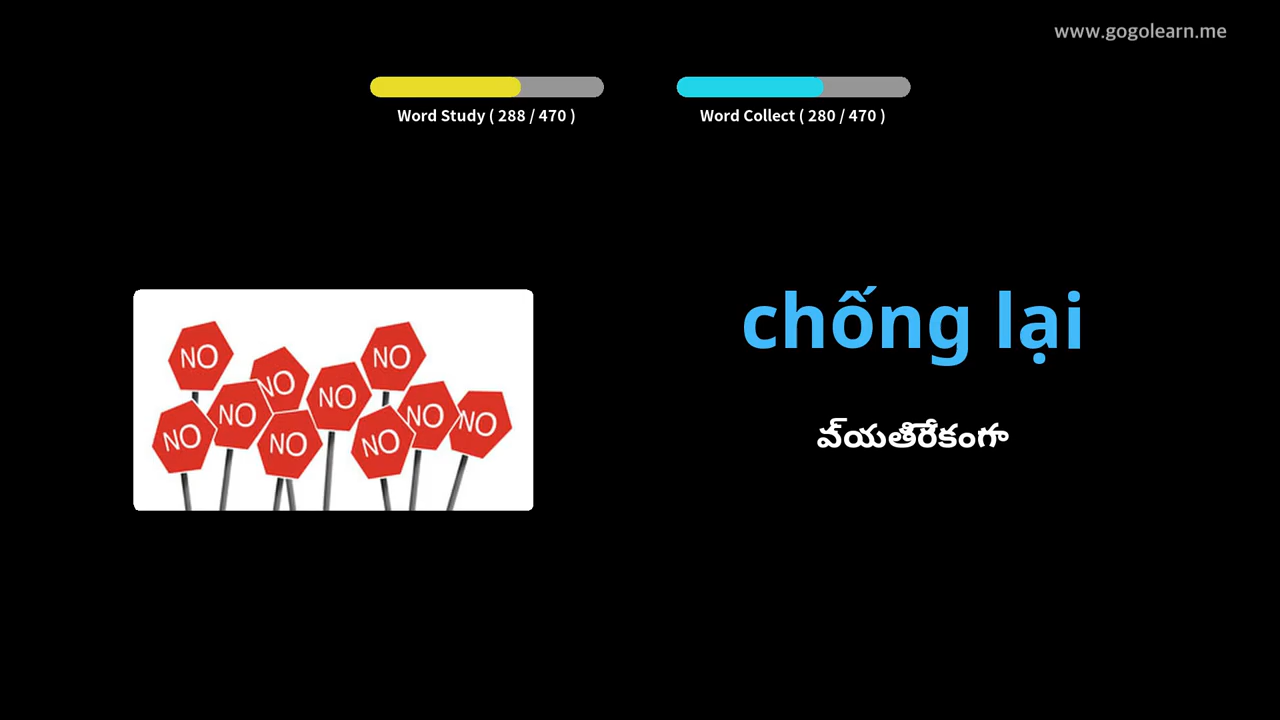 www.gogolearn.me
Word Study ( 288 / 470 )
Word Collect ( 280 / 470 )
chống lại
వ్యతిరేకంగా
NO
NO
NO
NO
NO
NO
NO
NO
NO
NO